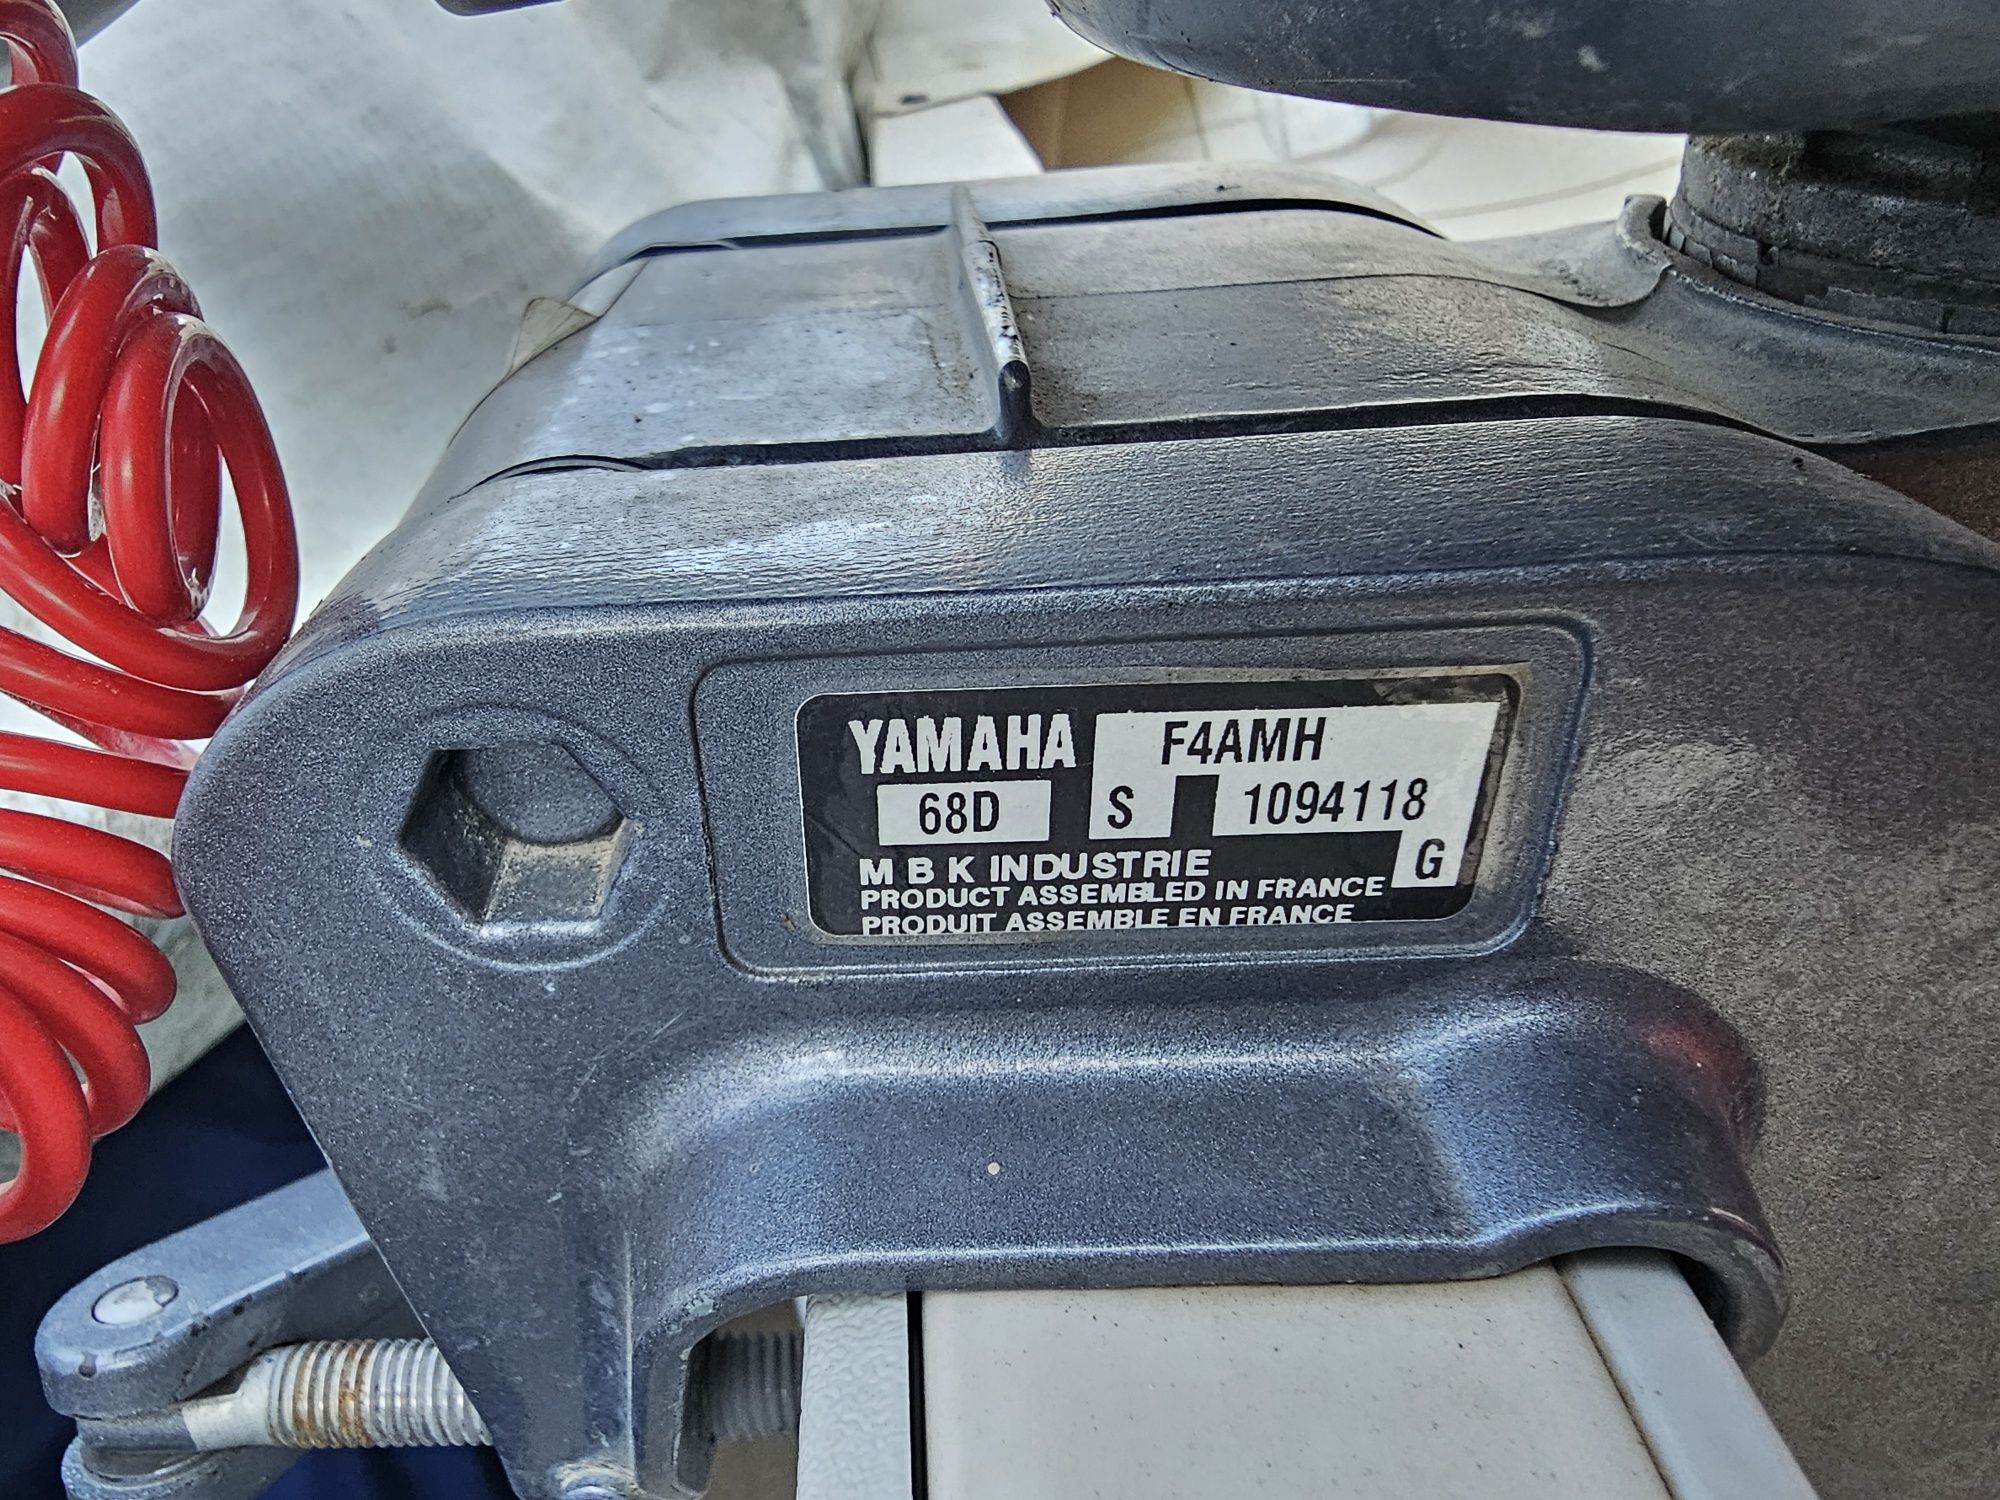 YAMAHA F4AMH
68D S 1094118
G
M B K INDUSTRIE
PRODUCT ASSEMBLED IN FRANCE
PRODUIT ASSEMBLE EN FRANCE